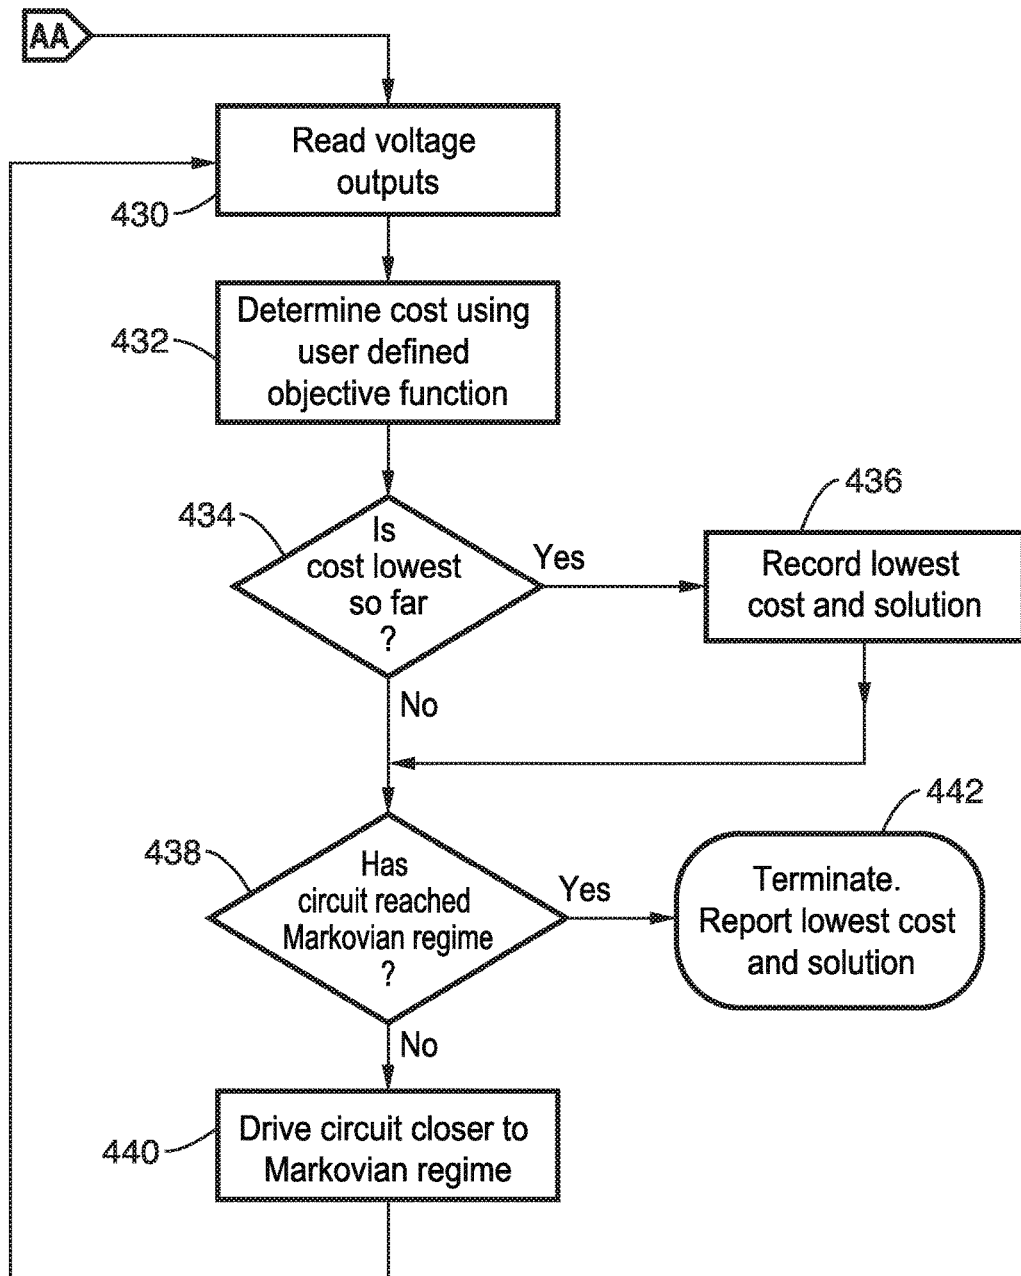 AA
Read voltage
outputs
430
Determine cost using
user defined
objective function
432
434
Is
cost lowest
so far
?
Yes
436
Record lowest
cost and solution
No
438
Has
circuit reached
Markovian regime
?
Yes
442
Terminate.
Report lowest cost
and solution
No
440
Drive circuit closer to
Markovian regime